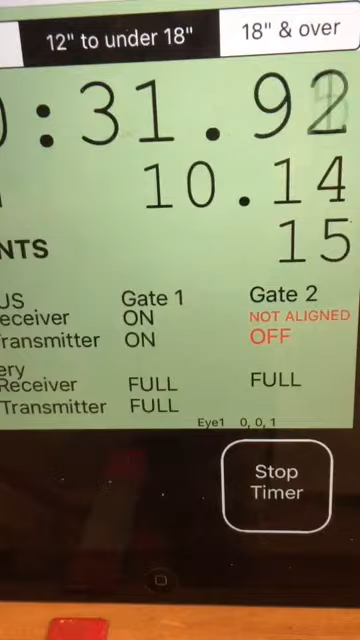 12" to under 18" 18" & over
:31.92
10.14
NTS 15
US Gate 1 Gate 2
eceiver ON NOT ALIGNED
ransmitter ON OFF
ery
Receiver FULL FULL
Transmitter FULL
Eye1 0, 0, 1
Stop
Timer